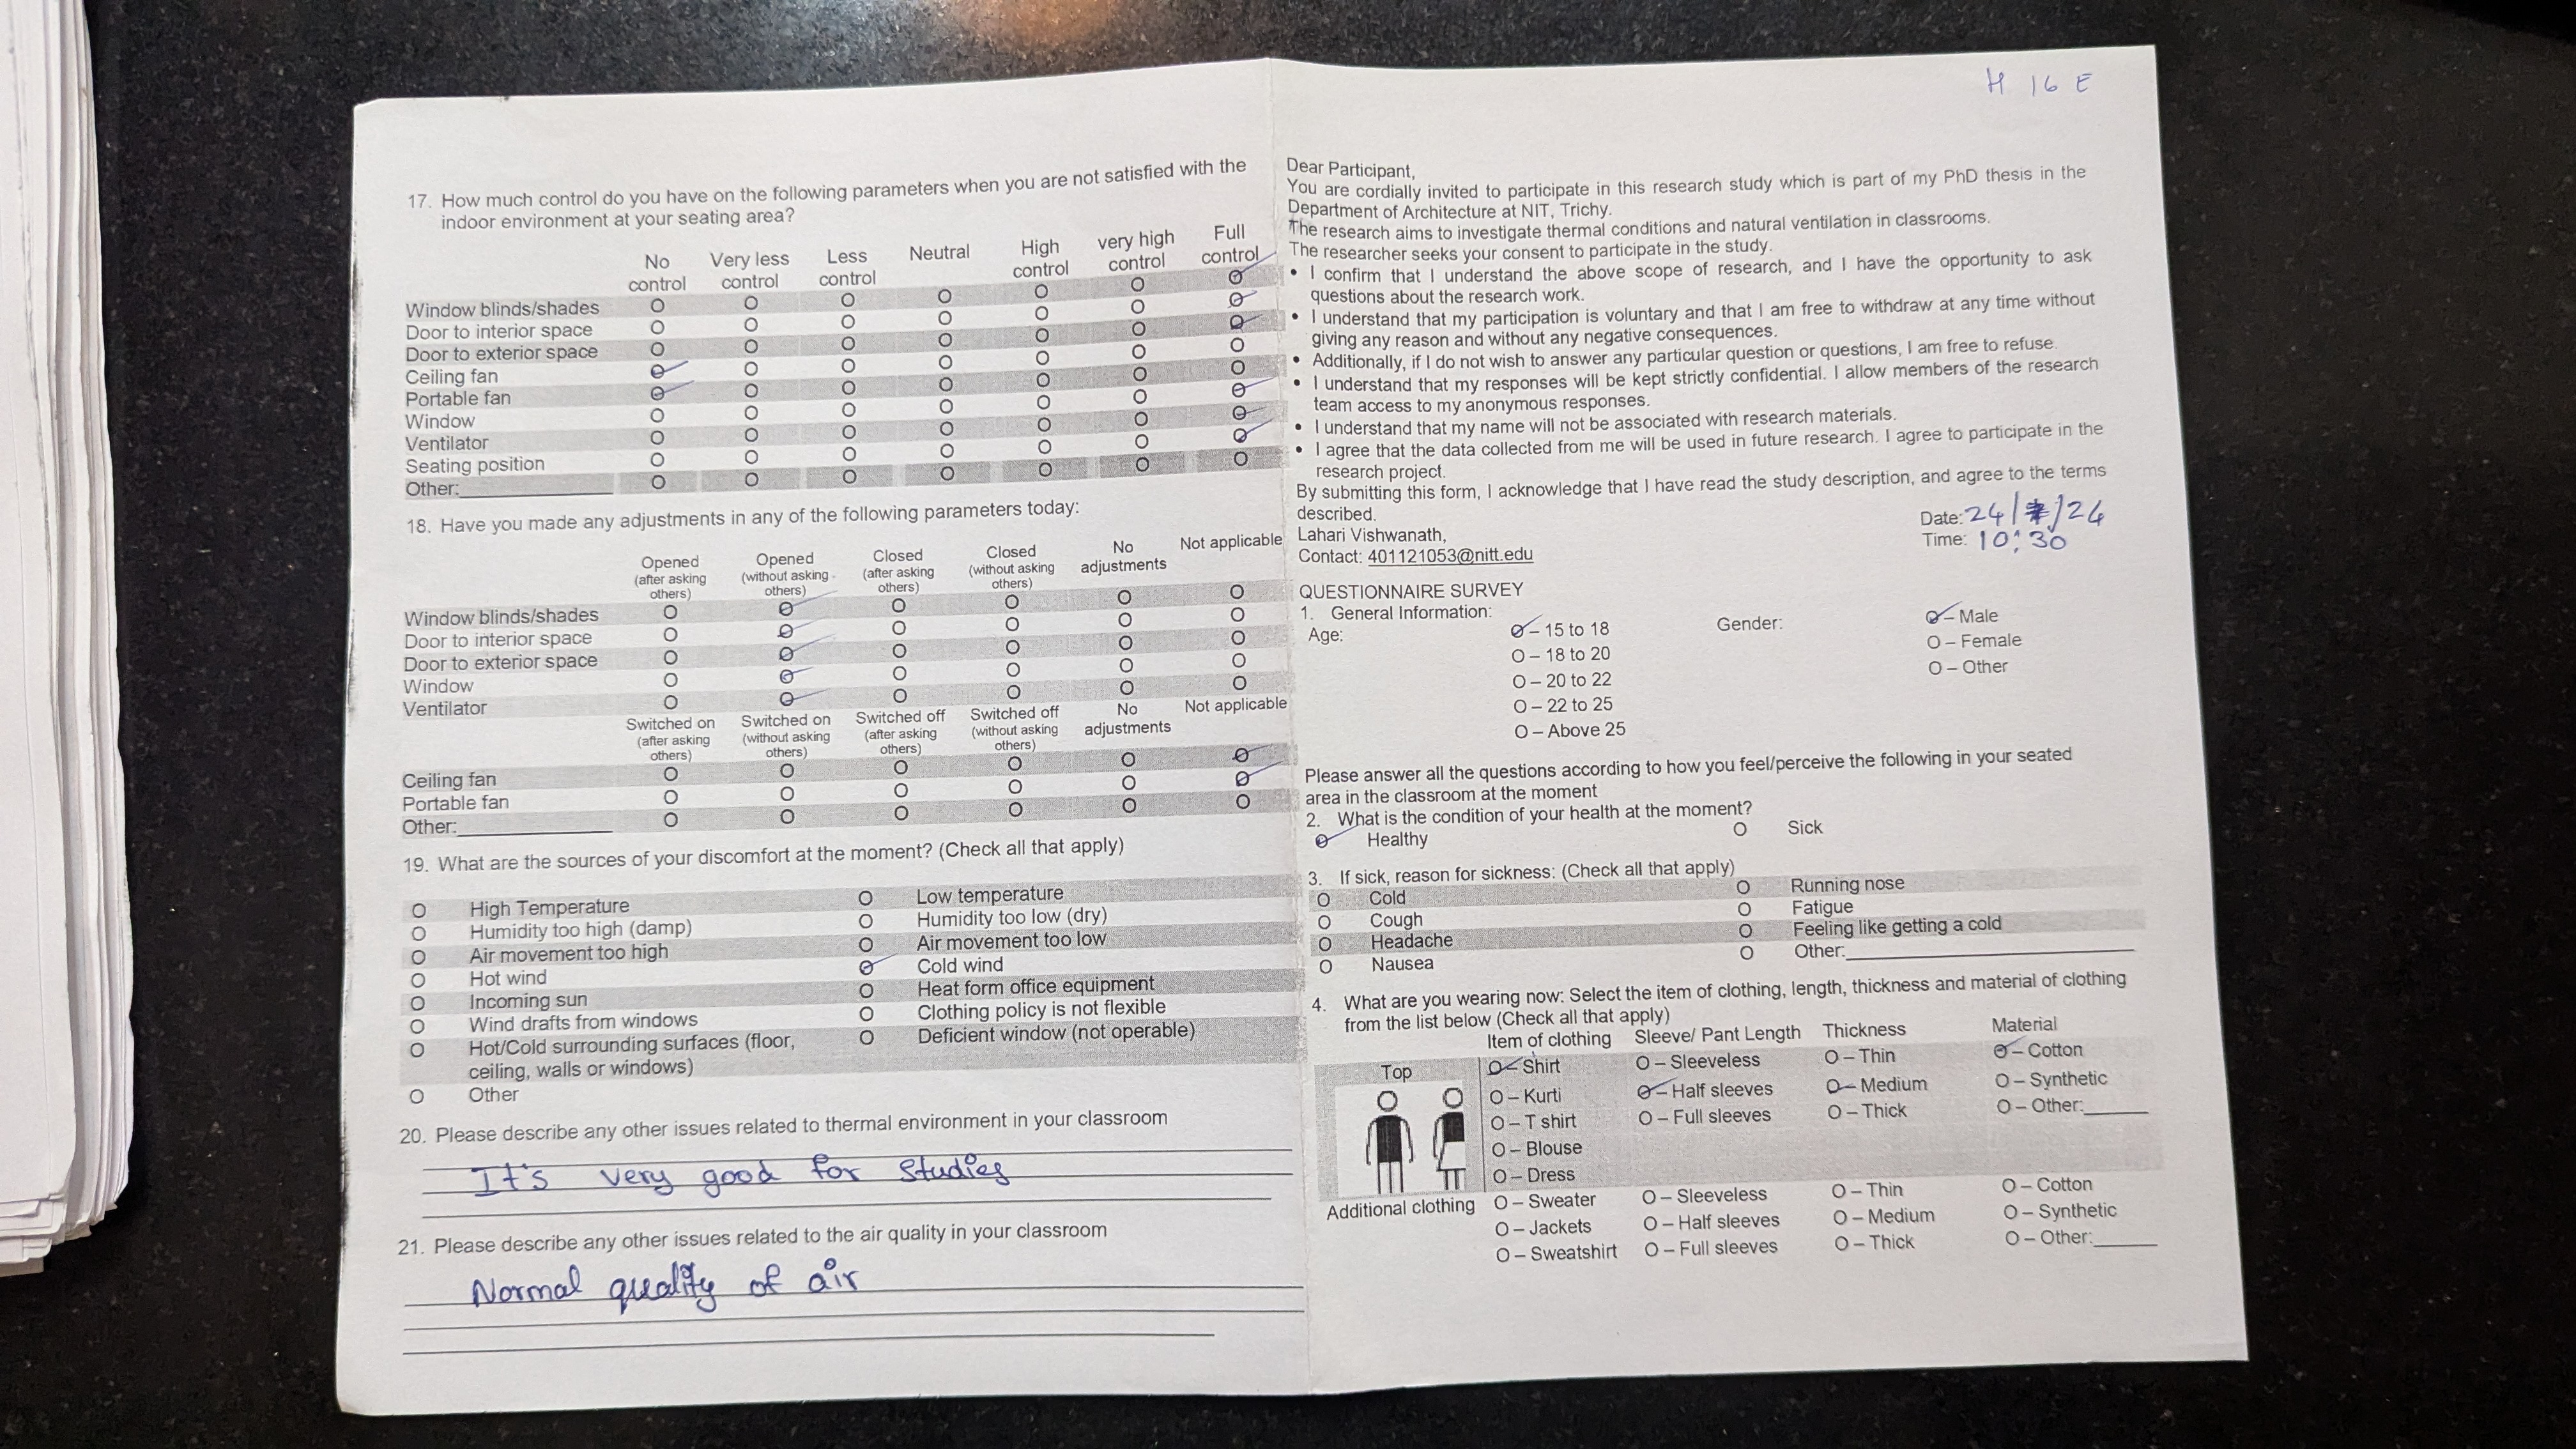 17. How much control do you have on the following parameters when you are not satisfied with the
indoor environment at your seating area?
No control Very less control Less control Neutral High control very high control Full control
Window blinds/shades O O O O O O O
Door to interior space O O O O O O O
Door to exterior space O O O O O O O
Ceiling fan O O O O O O O
Portable fan O O O O O O O
Window O O O O O O O
Ventilator O O O O O O O
Seating position O O O O O O O
Other: O O O O O O O
18. Have you made any adjustments in any of the following parameters today:
Opened (after asking others) Opened (without asking others) Closed (after asking others) Closed (without asking others) No adjustments Not applicable
Window blinds/shades O O O O O O
Door to interior space O O O O O O
Door to exterior space O O O O O O
Window O O O O O O
Ventilator O O O O O O
Switched on (after asking others) Switched on (without asking others) Switched off (after asking others) Switched off (without asking others) No adjustments Not applicable
Ceiling fan O O O O O O
Portable fan O O O O O O
Other: O O O O O O
19. What are the sources of your discomfort at the moment? (Check all that apply)
O High Temperature O Low temperature
O Humidity too high (damp) O Humidity too low (dry)
O Air movement too high O Air movement too low
O Hot wind O Cold wind
O Incoming sun O Heat form office equipment
O Wind drafts from windows O Clothing policy is not flexible
O Hot/Cold surrounding surfaces (floor, O Deficient window (not operable)
ceiling, walls or windows)
O Other
20. Please describe any other issues related to thermal environment in your classroom
It's very good for studies
21. Please describe any other issues related to the air quality in your classroom
Normal quality of air
H 16 E
Dear Participant,
You are cordially invited to participate in this research study which is part of my PhD thesis in the
Department of Architecture at NIT, Trichy.
The research aims to investigate thermal conditions and natural ventilation in classrooms.
The researcher seeks your consent to participate in the study.
• I confirm that I understand the above scope of research, and I have the opportunity to ask
questions about the research work.
• I understand that my participation is voluntary and that I am free to withdraw at any time without
giving any reason and without any negative consequences.
• Additionally, if I do not wish to answer any particular question or questions, I am free to refuse.
• I understand that my responses will be kept strictly confidential. I allow members of the research
team access to my anonymous responses.
• I understand that my name will not be associated with research materials.
• I agree that the data collected from me will be used in future research. I agree to participate in the
research project.
By submitting this form, I acknowledge that I have read the study description, and agree to the terms
described.
Date: 24/ /24
Lahari Vishwanath,
Time: 10:30
Contact: 401121053@nitt.edu
QUESTIONNAIRE SURVEY
1. General Information:
Age: O – 15 to 18 Gender: O – Male
O – 18 to 20 O – Female
O – 20 to 22 O – Other
O – 22 to 25
O – Above 25
Please answer all the questions according to how you feel/perceive the following in your seated
area in the classroom at the moment
2. What is the condition of your health at the moment?
O Healthy O Sick
3. If sick, reason for sickness: (Check all that apply)
O Cold O Running nose
O Cough O Fatigue
O Headache O Feeling like getting a cold
O Nausea O Other:
4. What are you wearing now: Select the item of clothing, length, thickness and material of clothing
from the list below (Check all that apply)
Item of clothing Sleeve/ Pant Length Thickness Material
Top O – Shirt O – Sleeveless O – Thin O – Cotton
O – Kurti O – Half sleeves O – Medium O – Synthetic
O – T shirt O – Full sleeves O – Thick O – Other:
O – Blouse
O – Dress
Additional clothing O – Sweater O – Sleeveless O – Thin O – Cotton
O – Jackets O – Half sleeves O – Medium O – Synthetic
O – Sweatshirt O – Full sleeves O – Thick O – Other: